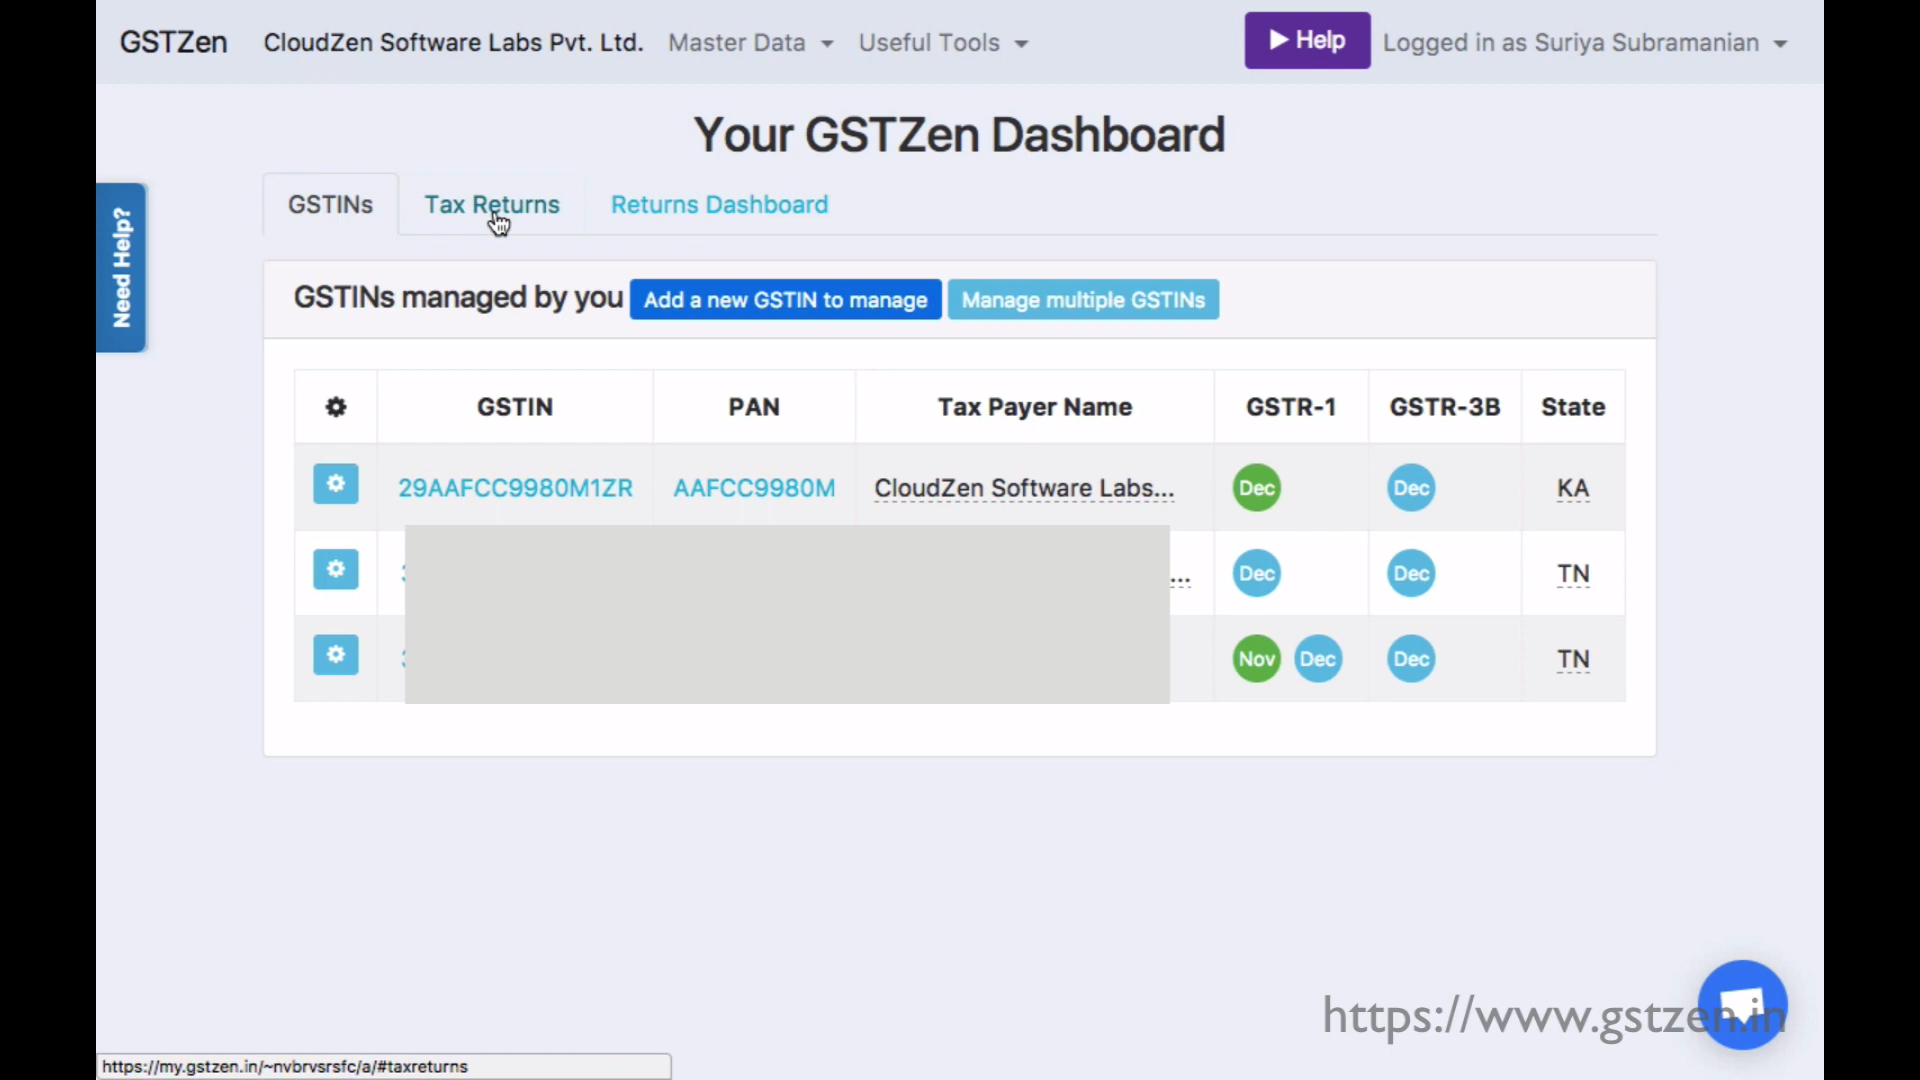 GSTZen CloudZen Software Labs Pvt. Ltd. Master Data Useful Tools Help Logged in as Suriya Subramanian
Your GSTZen Dashboard
Need Help?
GSTINs Tax Returns Returns Dashboard
GSTINs managed by you Add a new GSTIN to manage Manage multiple GSTINs
GSTIN PAN Tax Payer Name GSTR-1 GSTR-3B State
29AAFCC9980M1ZR AAFCC9980M CloudZen Software Labs... Dec Dec KA
... Dec Dec TN
Nov Dec Dec TN
https://www.gstzen.in
https://my.gstzen.in/~nvbrvsrsfc/a/#taxreturns